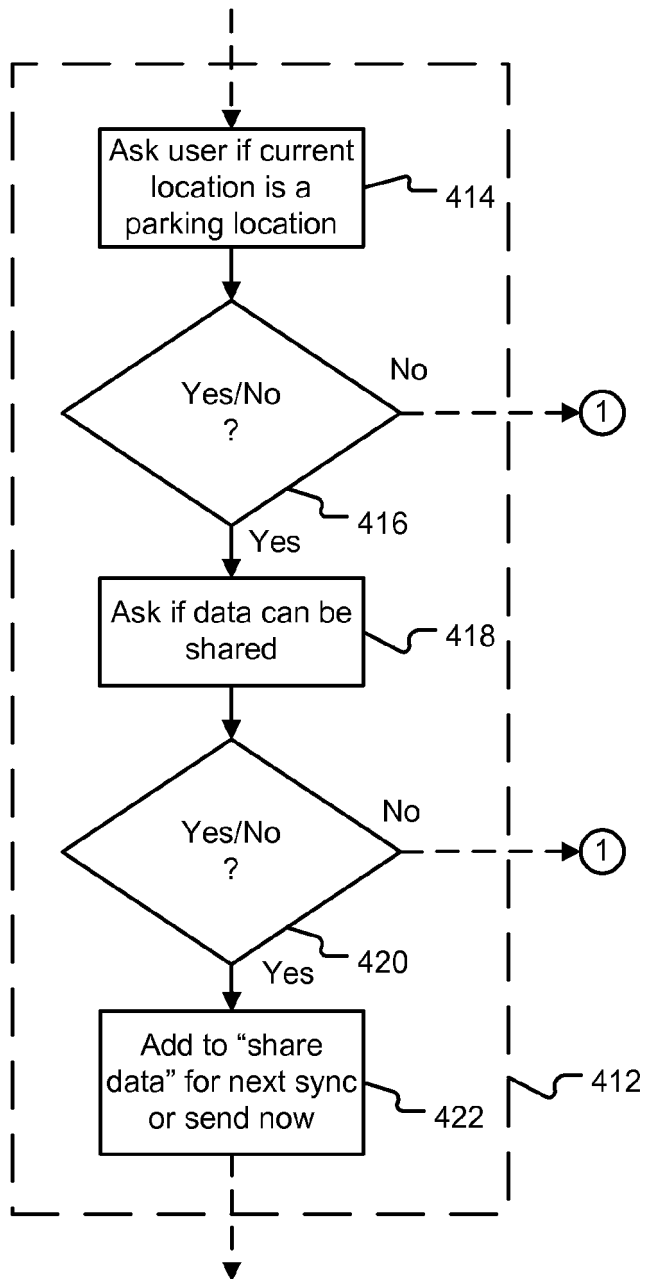 Ask user if current
location is a
parking location
414
Yes/No
?
No
1
416
Yes
Ask if data can be
shared
418
Yes/No
?
No
1
420
Yes
Add to “share
data” for next sync
or send now
422
412